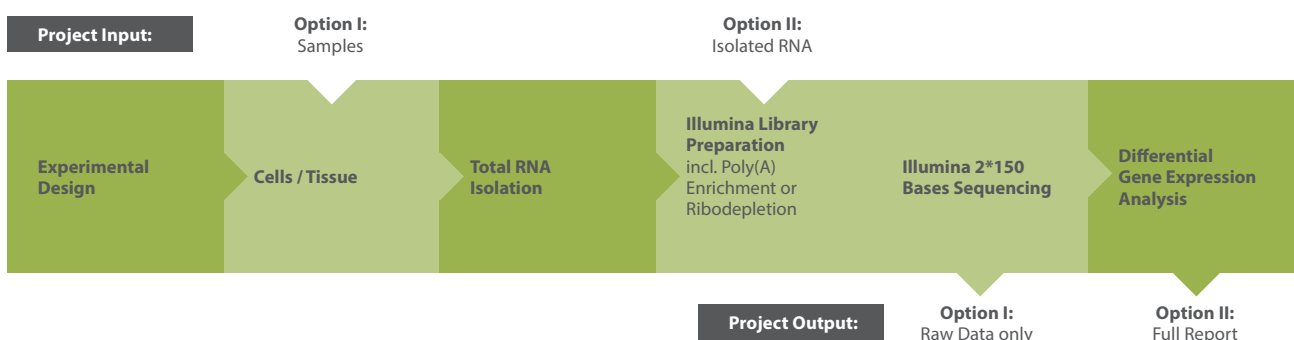 Project Input:
Option I:
Samples
Option II:
Isolated RNA
Experimental
Design
Cells / Tissue
Total RNA
Isolation
Illumina Library
Preparation
incl. Poly(A)
Enrichment or
Ribodepletion
Illumina 2*150
Bases Sequencing
Differential
Gene Expression
Analysis
Project Output:
Option I:
Raw Data only
Option II:
Full Report